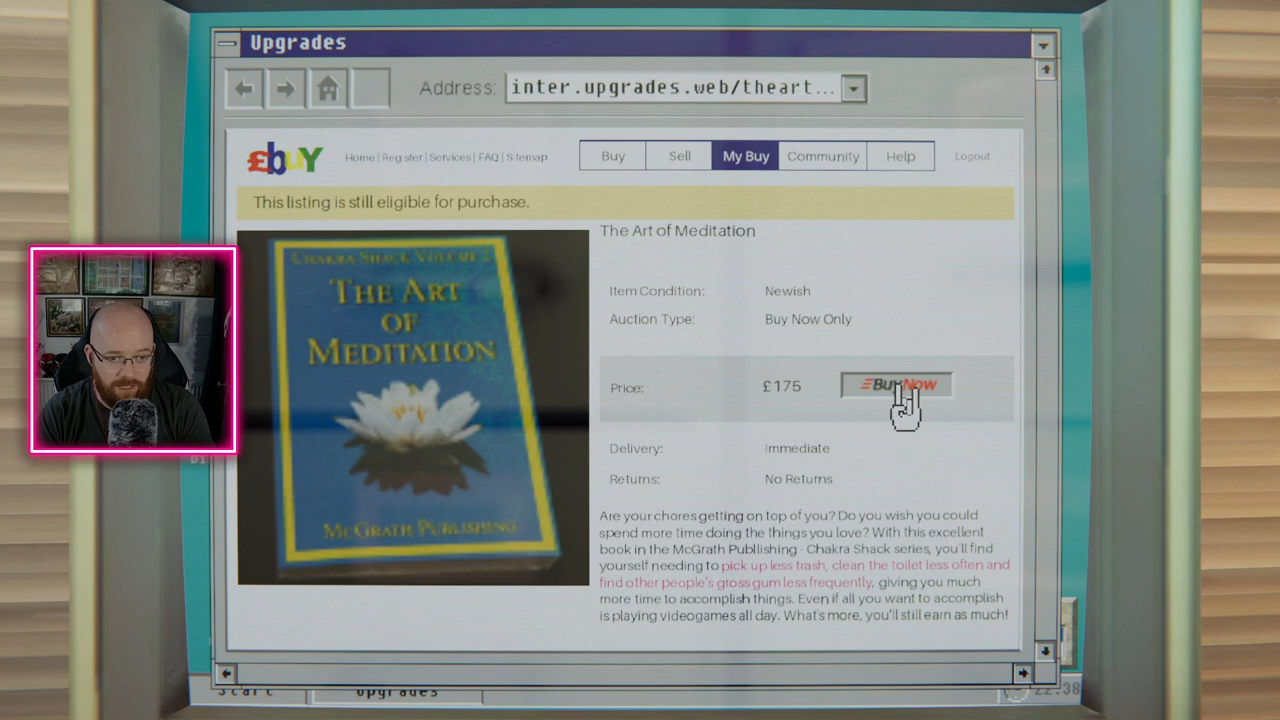 Upgrades
Address: inter.upgrades.web/theart...
£buY Home | Register | Services | FAQ | Sitemap Buy Sell My Buy Community Help Logout
This listing is still eligible for purchase.
The Art of Meditation
Chakra Shack Volume
The Art
of
Meditation
McGrath Publishing
Item Condition: Newish
Auction Type: Buy Now Only
Price: £175 BuyNow
Delivery: Immediate
Returns: No Returns
Are your chores getting on top of you? Do you wish you could
spend more time doing the things you love? With this excellent
book in the McGrath Publlishing - Chakra Shack series, you'll find
yourself needing to pick up less trash, clean the toilet less often and
find other people's gross gum less frequently, giving you much
more time to accomplish things. Even if all you want to accomplish
is playing videogames all day. What's more, you'll still earn as much!
Start Upgrades 22:38